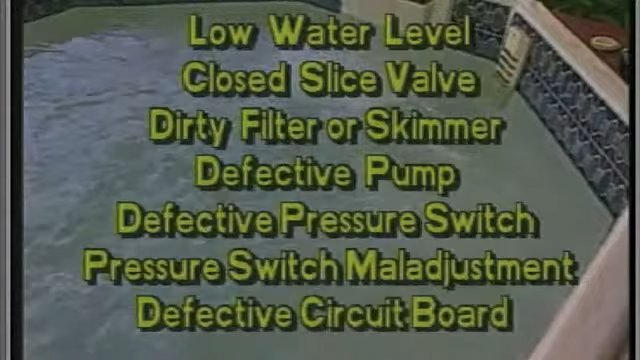 Low Water Level
Closed Slice Valve
Dirty Filter or Skimmer
Defective Pump
Defective Pressure Switch
Pressure Switch Maladjustment
Defective Circuit Board